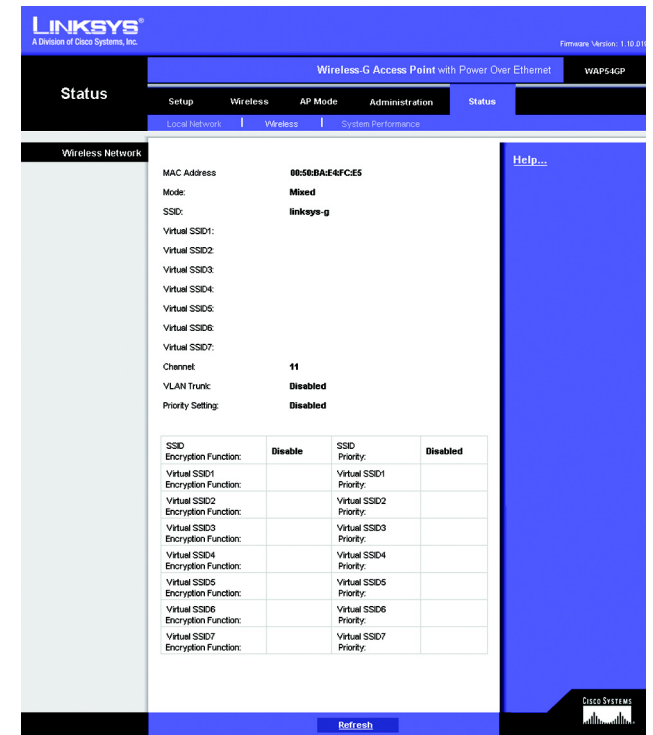 LINKSYS®
A Division of Cisco Systems, Inc.
Firmware Version: 1.10.019
Wireless-G Access Point with Power Over Ethernet WAP54GP
Status
Setup Wireless AP Mode Administration Status
Local Network | Wireless | System Performance
Wireless Network
Help...
MAC Address 00:50:BA:E4:FC:E5
Mode: Mixed
SSID: linksys-g
Virtual SSID1:
Virtual SSID2:
Virtual SSID3:
Virtual SSID4:
Virtual SSID5:
Virtual SSID6:
Virtual SSID7:
Channel: 11
VLAN Trunk: Disabled
Priority Setting: Disabled
SSID SSID
Encryption Function: Disable Priority: Disabled
Virtual SSID1 Virtual SSID1
Encryption Function: Priority:
Virtual SSID2 Virtual SSID2
Encryption Function: Priority:
Virtual SSID3 Virtual SSID3
Encryption Function: Priority:
Virtual SSID4 Virtual SSID4
Encryption Function: Priority:
Virtual SSID5 Virtual SSID5
Encryption Function: Priority:
Virtual SSID6 Virtual SSID6
Encryption Function: Priority:
Virtual SSID7 Virtual SSID7
Encryption Function: Priority:
CISCO SYSTEMS
Refresh